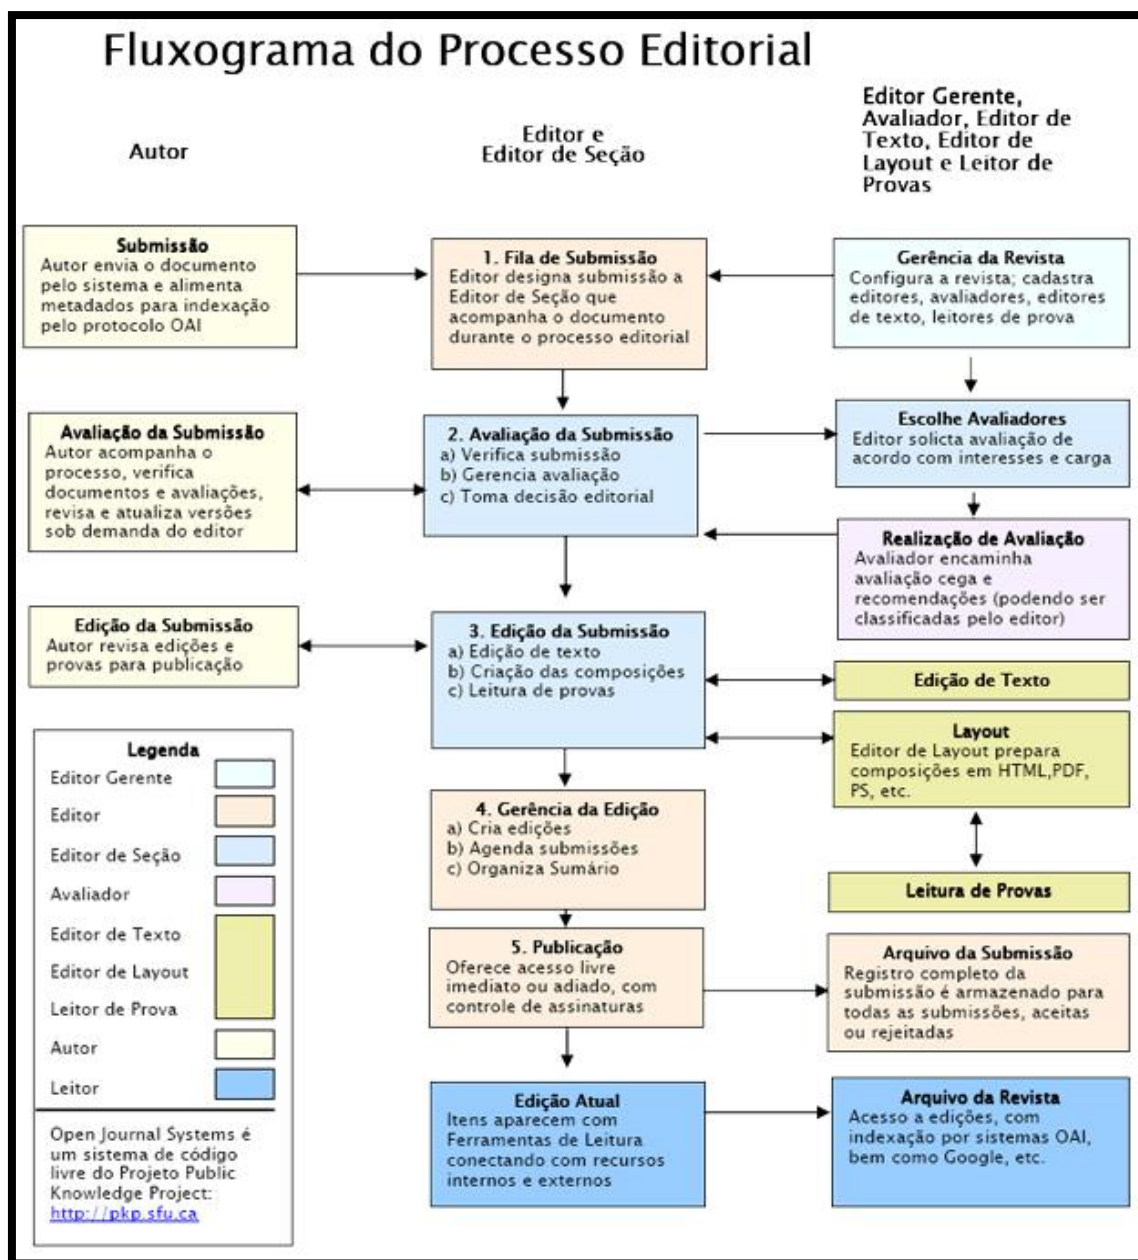 Fluxograma do Processo Editorial
Autor
Editor e
Editor de Seção
Editor Gerente,
Avaliador, Editor de
Texto, Editor de
Layout e Leitor de
Provas
Submissão
Autor envia o documento
pelo sistema e alimenta
metadados para indexação
pelo protocolo OAI
1. Fila de Submissão
Editor designa submissão a
Editor de Seção que
acompanha o documento
durante o processo editorial
Gerência da Revista
Configura a revista; cadastra
editores, avaliadores, editores
de texto, leitores de prova
Avaliação da Submissão
Autor acompanha o
processo, verifica
documentos e avaliações,
revisa e atualiza versões
sob demanda do editor
2. Avaliação da Submissão
a) Verifica submissão
b) Gerencia avaliação
c) Toma decisão editorial
Escolhe Avaliadores
Editor solicta avaliação de
acordo com interesses e carga
Realização de Avaliação
Avaliador encaminha
avaliação cega e
recomendações (podendo ser
classificadas pelo editor)
Edição da Submissão
Autor revisa edições e
provas para publicação
3. Edição da Submissão
a) Edição de texto
b) Criação das composições
c) Leitura de provas
Edição de Texto
Layout
Editor de Layout prepara
composições em HTML,PDF,
PS, etc.
4. Gerência da Edição
a) Cria edições
b) Agenda submissões
c) Organiza Sumário
Leitura de Provas
5. Publicação
Oferece acesso livre
imediato ou adiado, com
controle de assinaturas
Arquivo da Submissão
Registro completo da
submissão é armazenado para
todas as submissões, aceitas
ou rejeitadas
Edição Atual
Itens aparecem com
Ferramentas de Leitura
conectando com recursos
internos e externos
Arquivo da Revista
Acesso a edições, com
indexação por sistemas OAI,
bem como Google, etc.
Legenda
Editor Gerente
Editor
Editor de Seção
Avaliador
Editor de Texto
Editor de Layout
Leitor de Prova
Autor
Leitor
Open Journal Systems é
um sistema de código
livre do Projeto Public
Knowledge Project:
http://pkp.sfu.ca